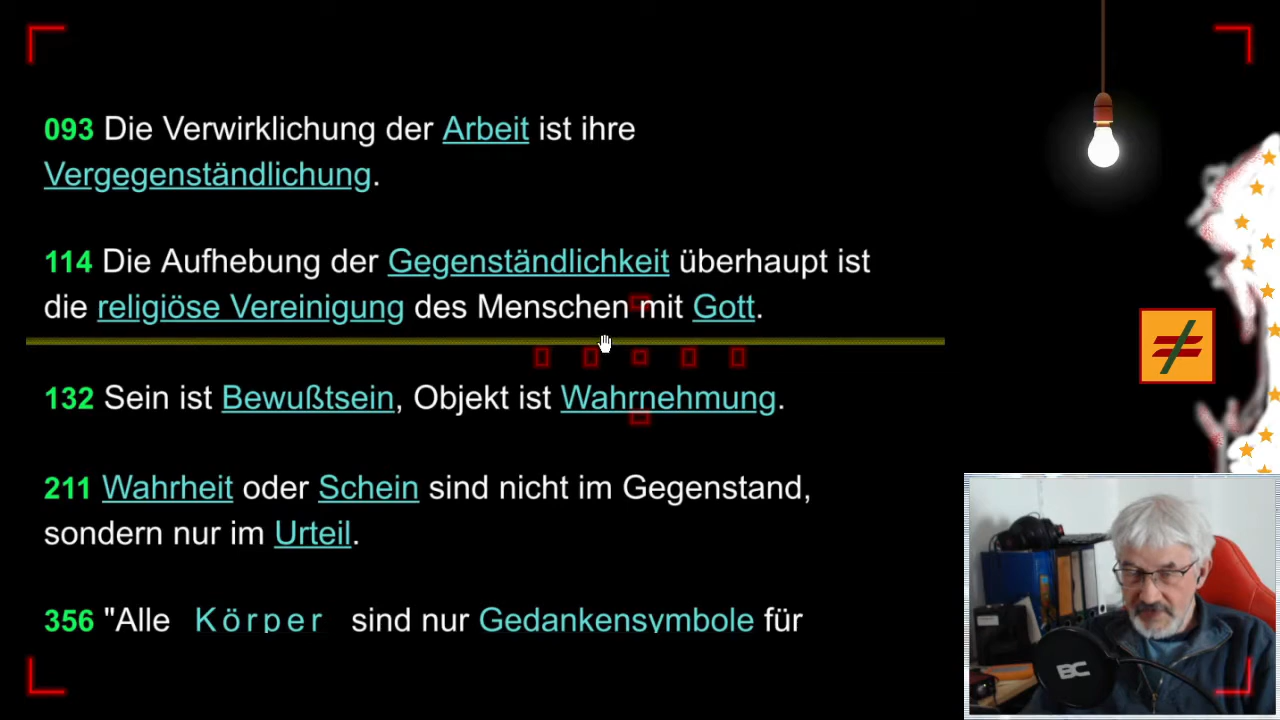 093 Die Verwirklichung der Arbeit ist ihre
Vergegenständlichung.
114 Die Aufhebung der Gegenständlichkeit überhaupt ist
die religiöse Vereinigung des Menschen mit Gott.
132 Sein ist Bewußtsein, Objekt ist Wahrnehmung.
211 Wahrheit oder Schein sind nicht im Gegenstand,
sondern nur im Urteil.
356 "Alle Körper sind nur Gedankensymbole für
≠
BC